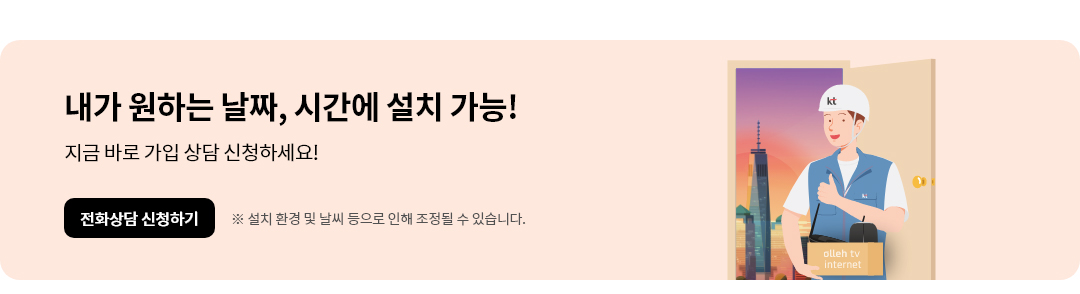 내가 원하는 날짜, 시간에 설치 가능!
지금 바로 가입 상담 신청하세요!
전화상담 신청하기
※ 설치 환경 및 날씨 등으로 인해 조정될 수 있습니다.
kt
kt
olleh tv
internet